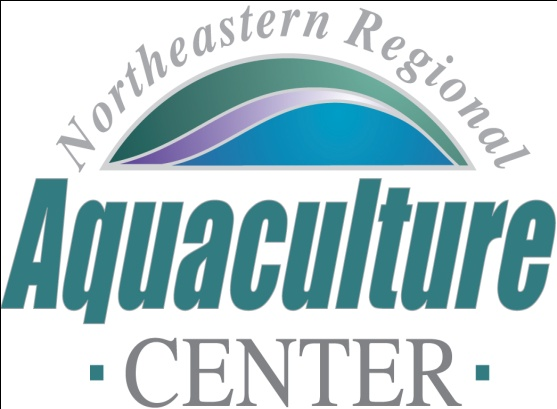 Northeastern Regional
Aquaculture
· CENTER ·